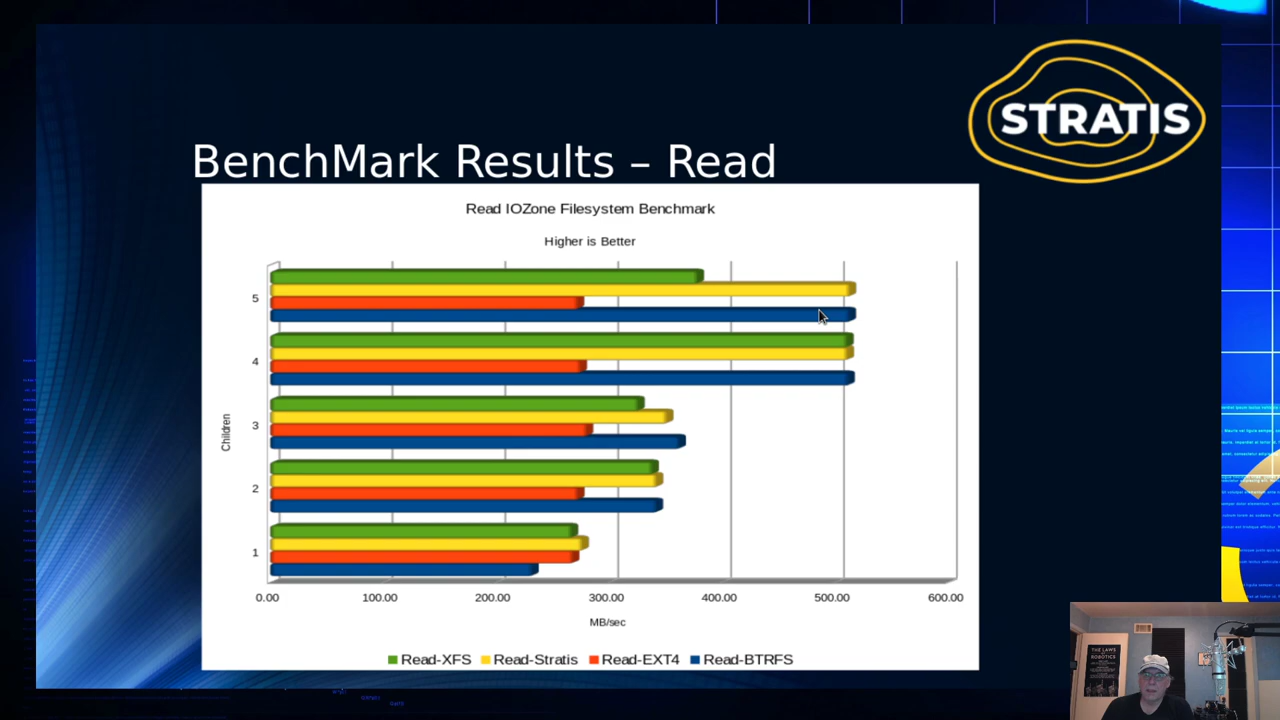 STRATIS
BenchMark Results – Read
Read IOZone Filesystem Benchmark
Higher is Better
5
4
3
2
1
Children
0.00 100.00 200.00 300.00 400.00 500.00 600.00
MB/sec
Read-XFS Read-Stratis Read-EXT4 Read-BTRFS
THE LAWS
ROBOTICS